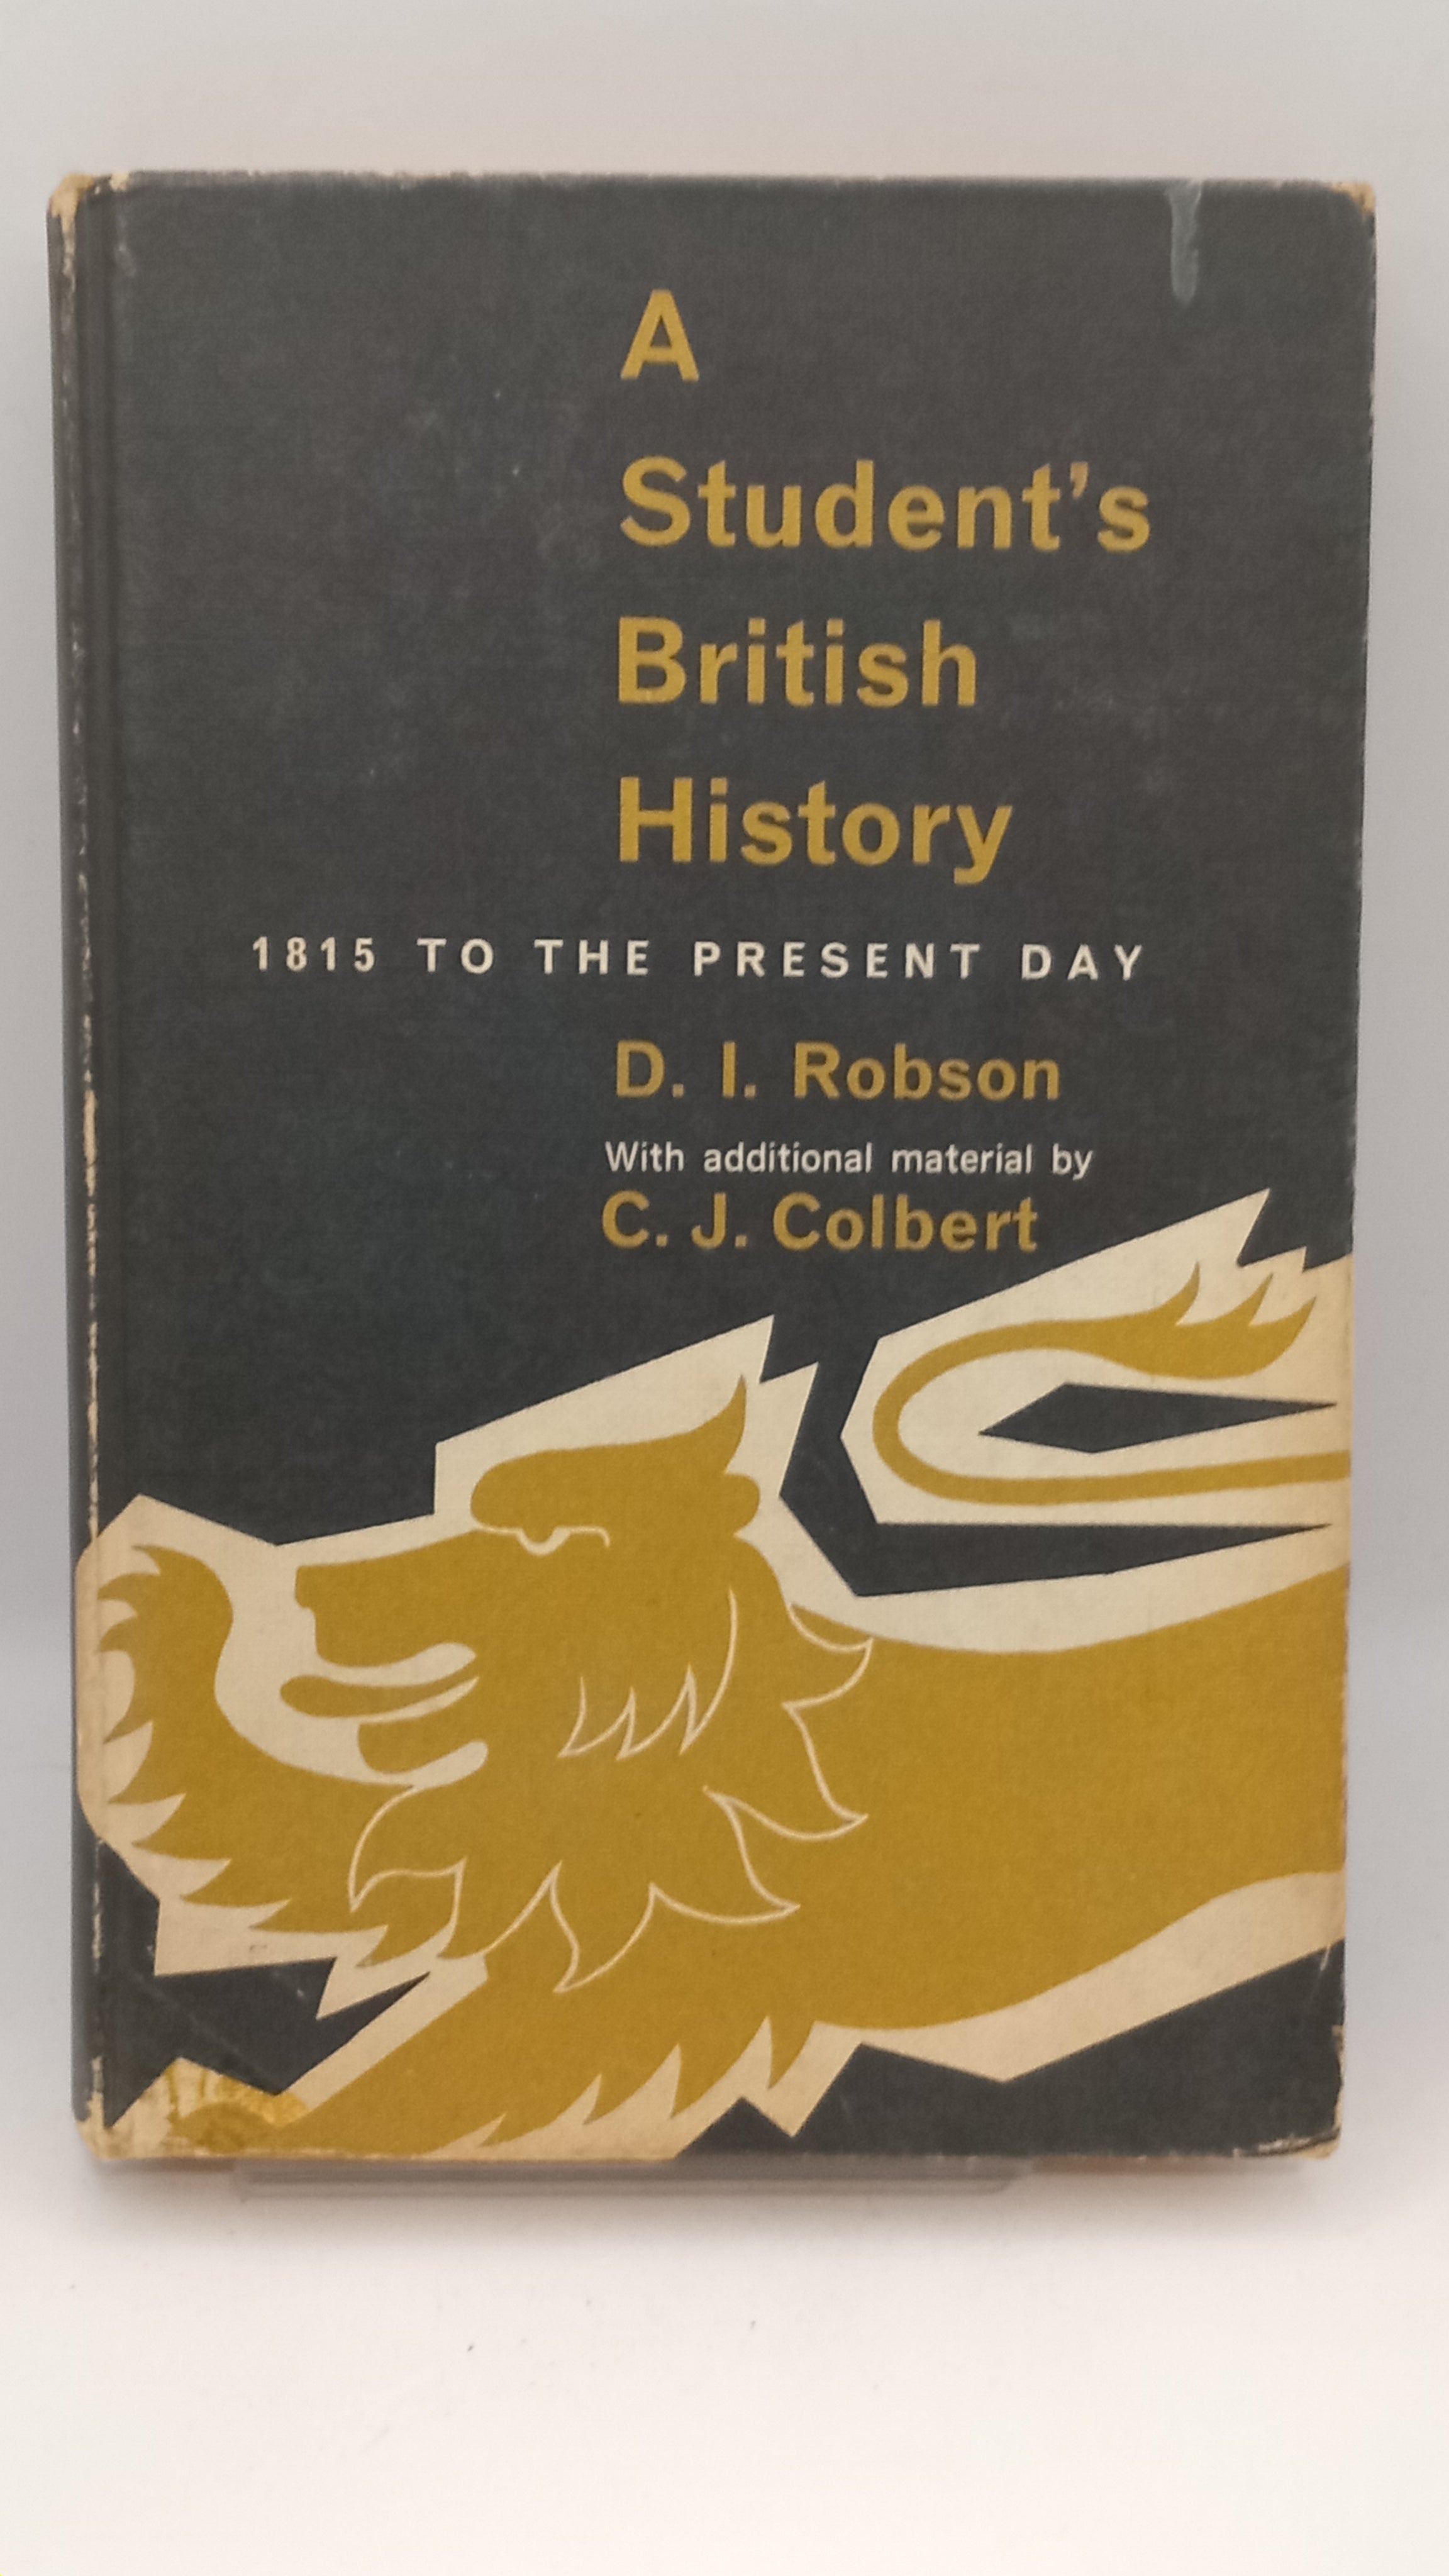 A
Student’s
British
History
1815 TO THE PRESENT DAY
D. I. Robson
With additional material by
C. J. Colbert